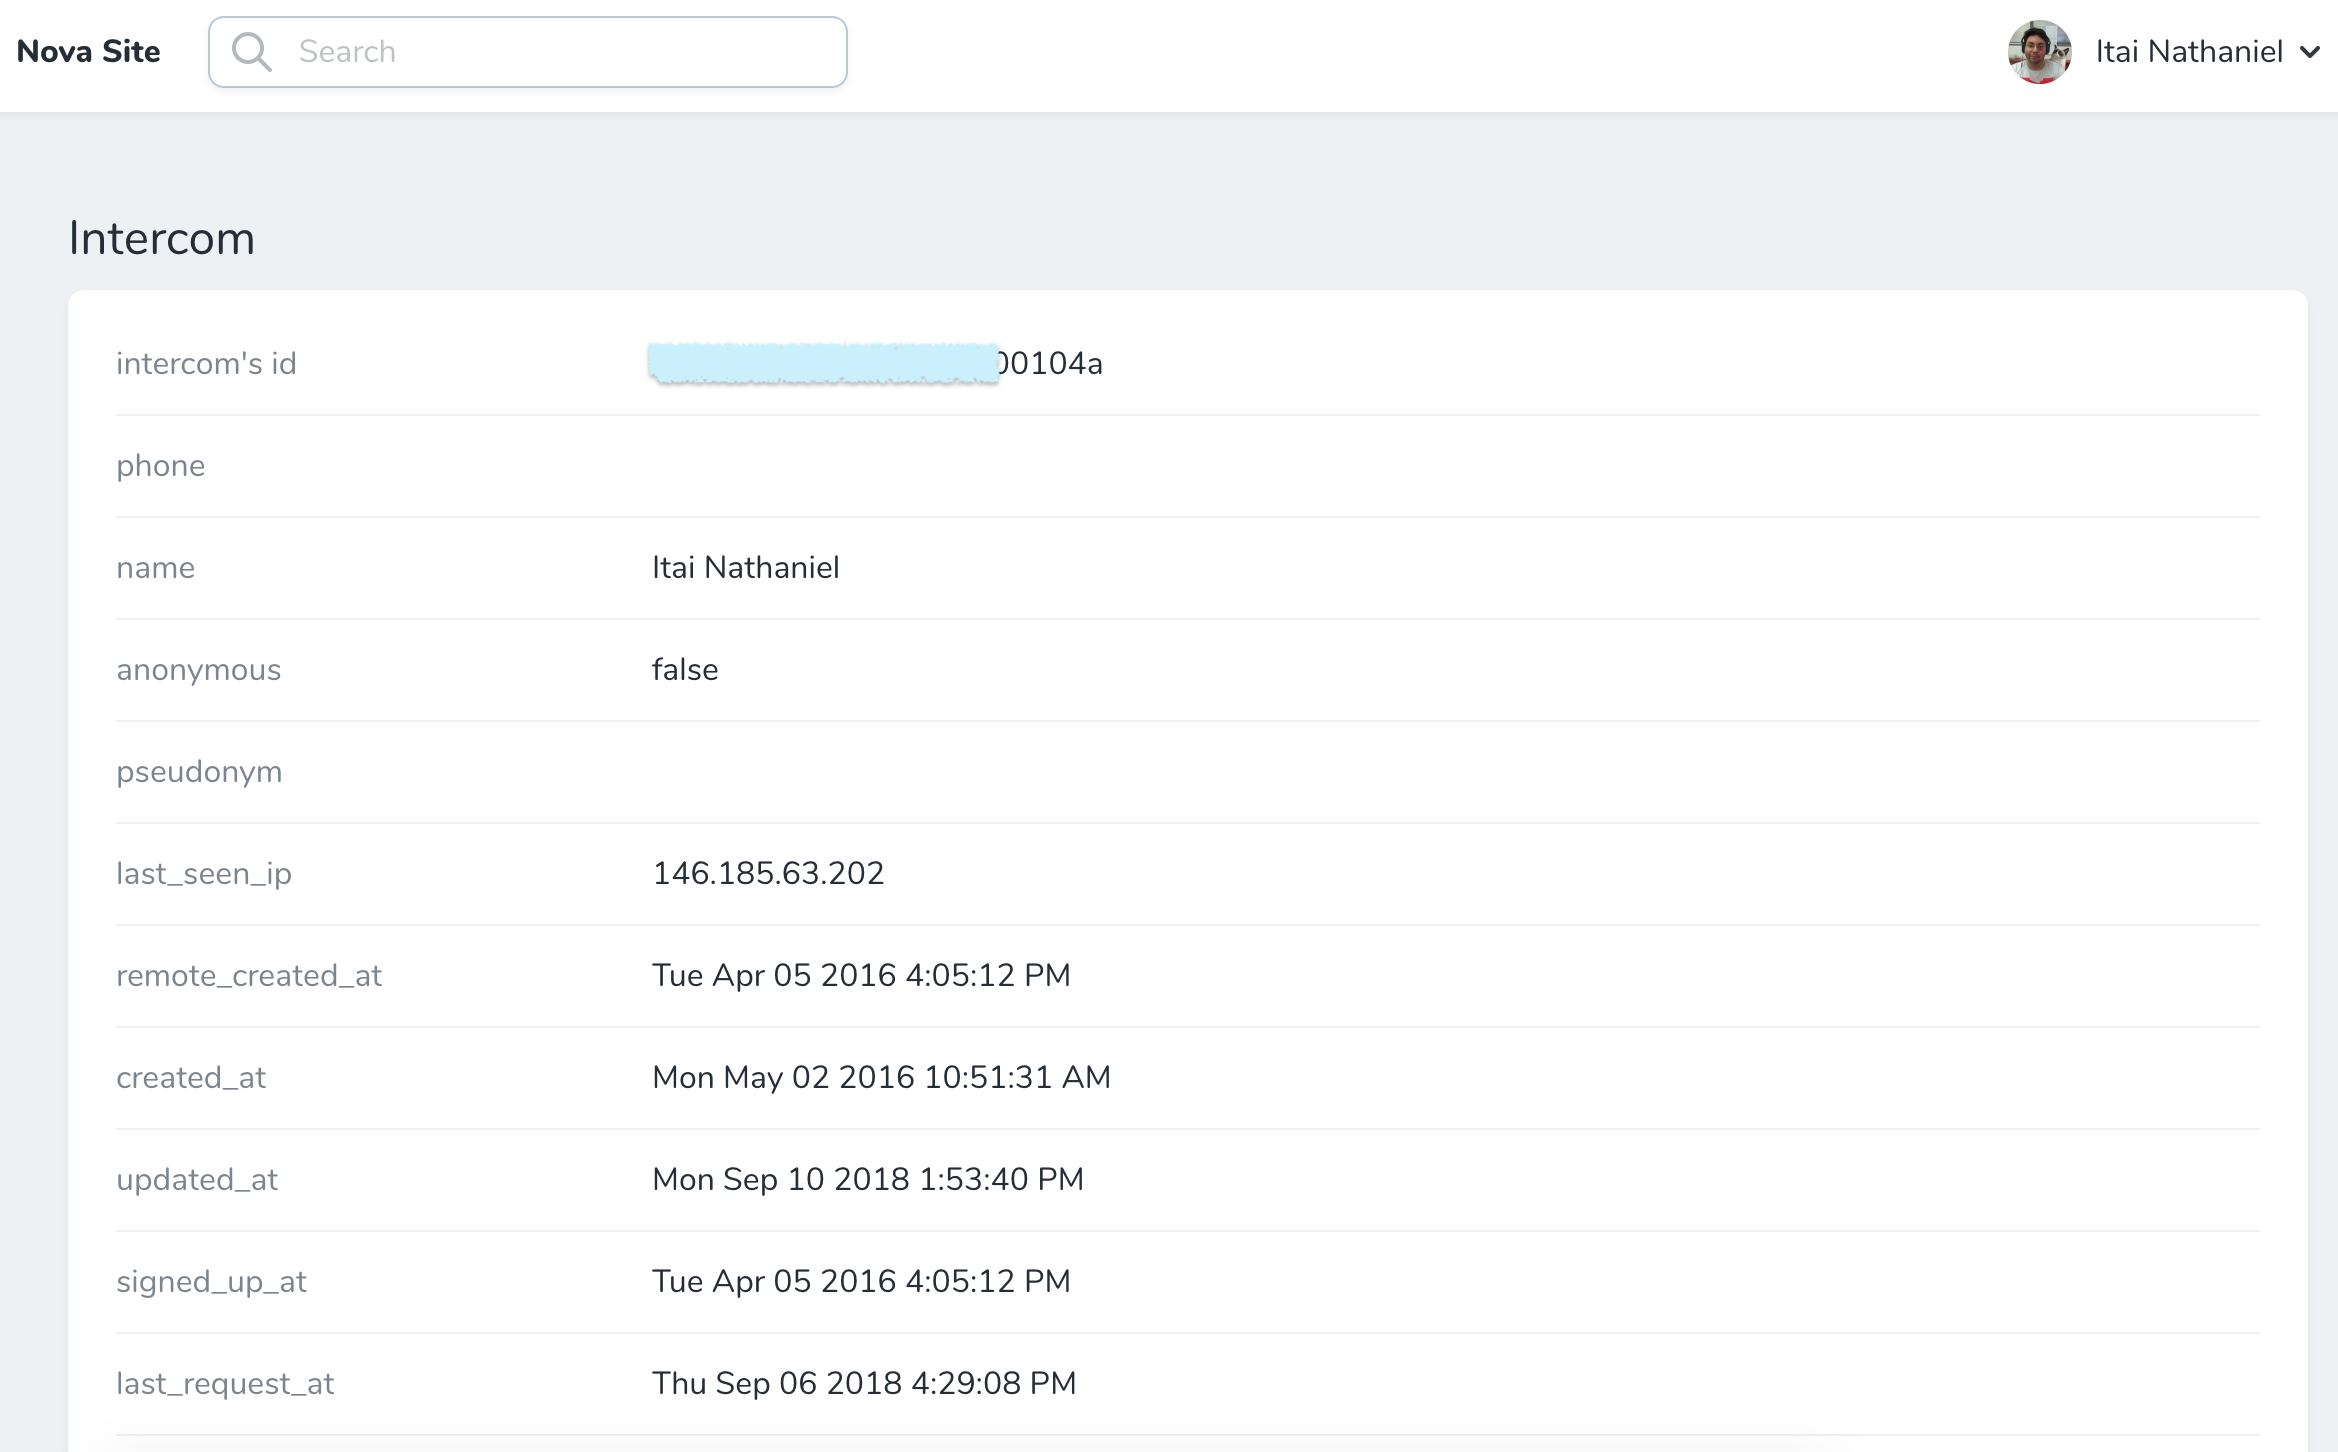 Nova Site Search Itai Nathaniel
Intercom
intercom's id 00104a
phone
name Itai Nathaniel
anonymous false
pseudonym
last_seen_ip 146.185.63.202
remote_created_at Tue Apr 05 2016 4:05:12 PM
created_at Mon May 02 2016 10:51:31 AM
updated_at Mon Sep 10 2018 1:53:40 PM
signed_up_at Tue Apr 05 2016 4:05:12 PM
last_request_at Thu Sep 06 2018 4:29:08 PM